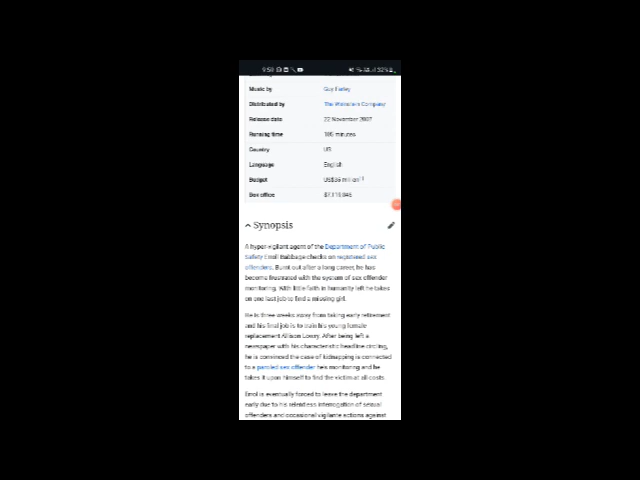 Music by
Distributed by The Weinstein Company
Release date 22 November 2007
Running time 105 minutes
Country US
Language English
Budget US$35 million
Box office
Synopsis
A hyper-vigilant agent of the Department of Public
Safety Errol Babbage checks on registered sex
offenders. Burnt out after a long career, he has
become frustrated with the system of sex offender
monitoring. With little faith in humanity left he takes
on one last job to find a missing girl.
He is three weeks away from taking early retirement
and his final job is to train his young female
replacement Allison Lowry. After being left a
newspaper with his characteristic headline circling,
he is convinced the case of kidnapping is connected
to a paroled sex offender he's monitoring and he
takes it upon himself to find the victim at all costs.
Errol is eventually forced to leave the department
early due to his relentless interrogation of sexual
offenders and occasional vigilante actions against